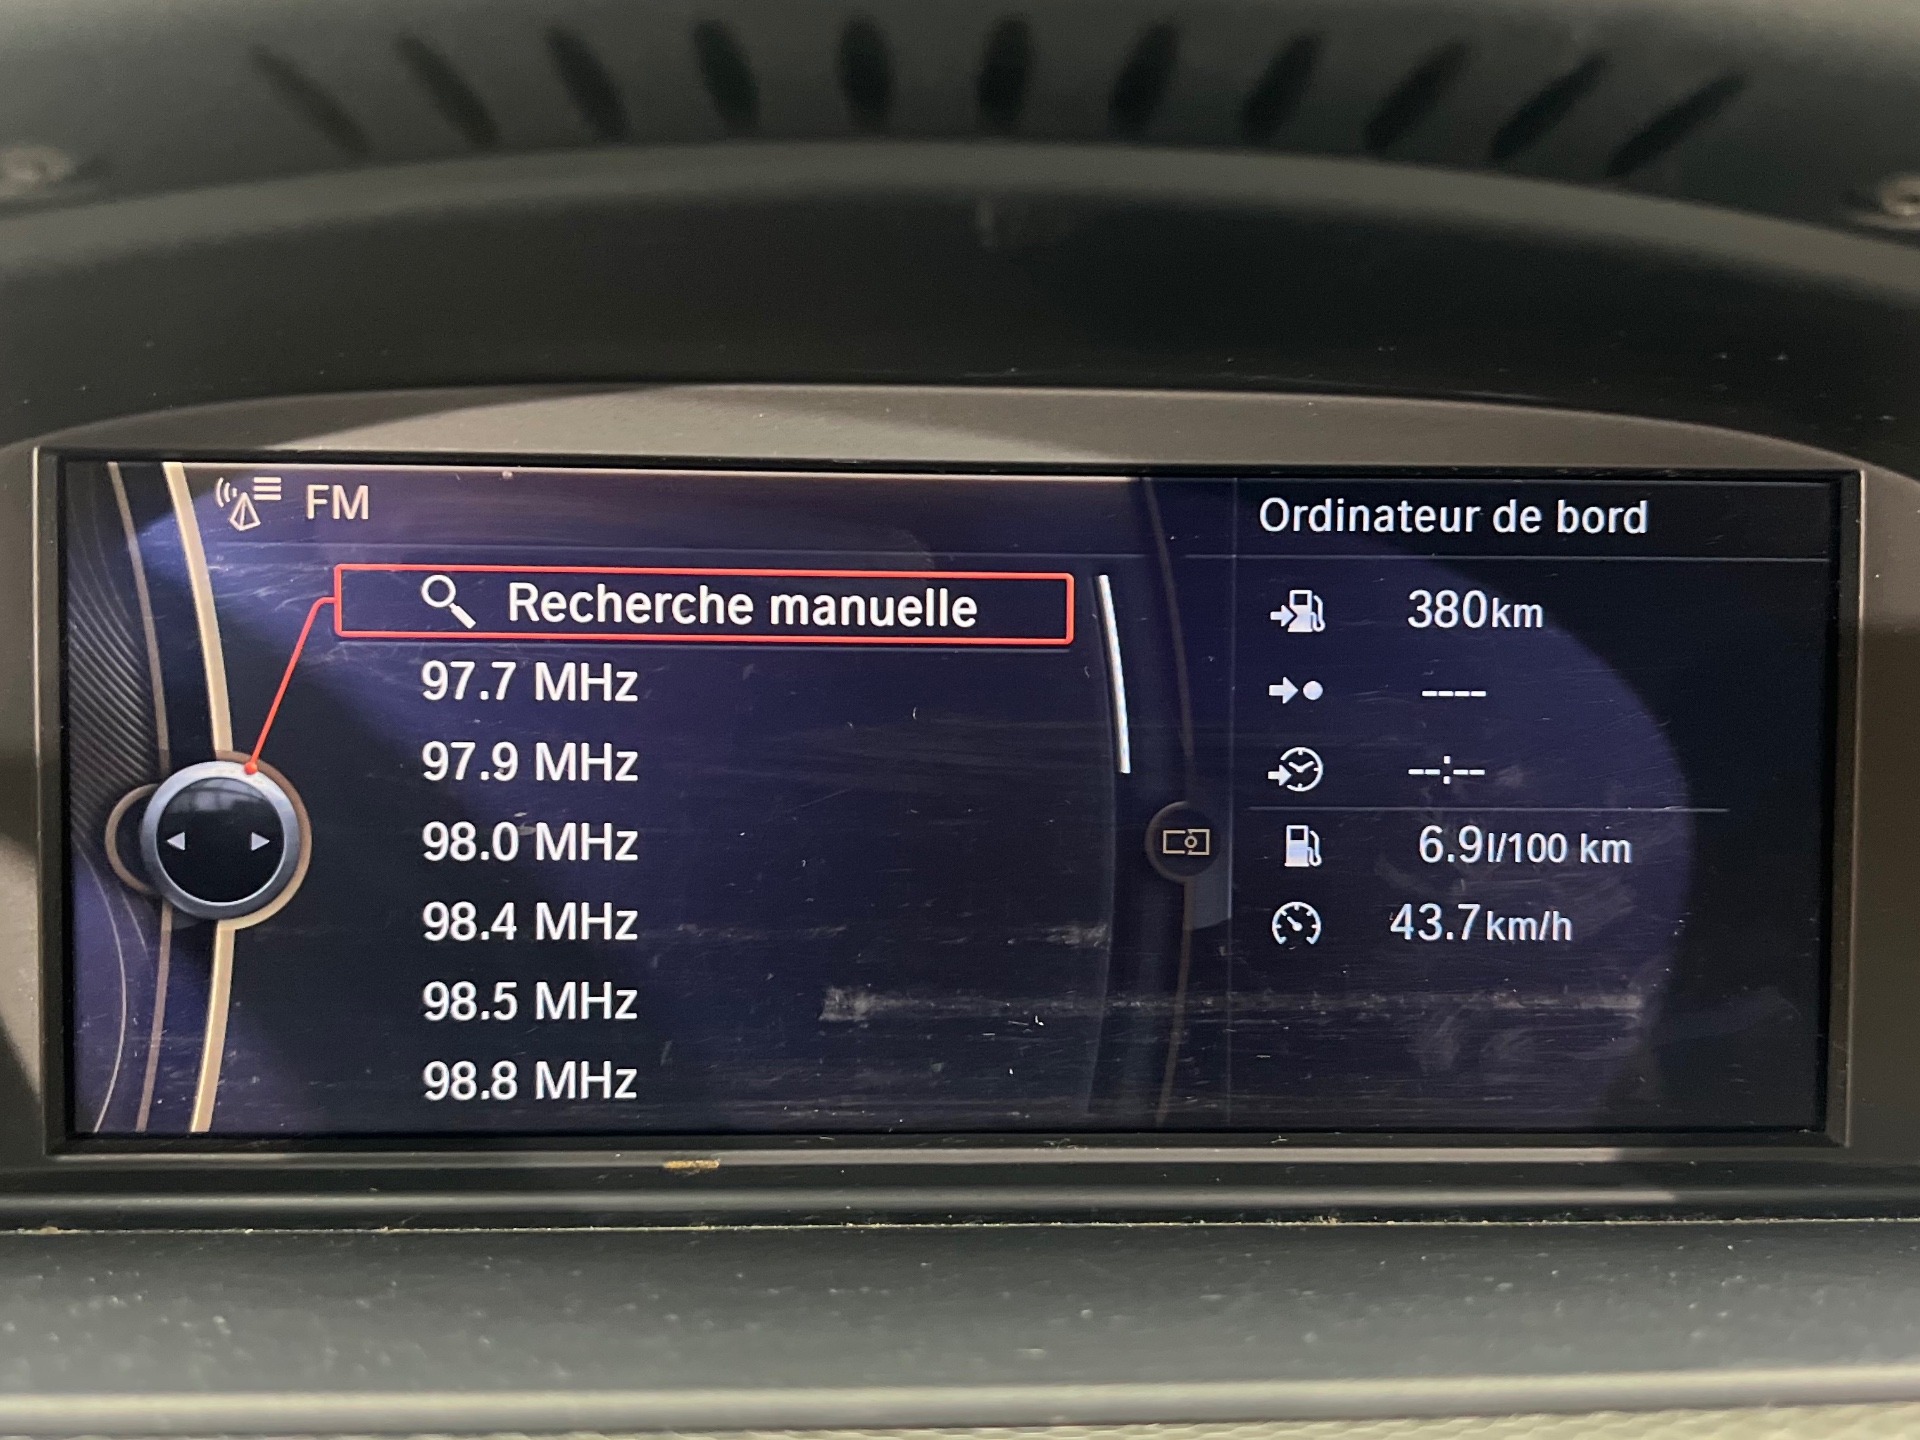 FM
Recherche manuelle
97.7 MHz
97.9 MHz
98.0 MHz
98.4 MHz
98.5 MHz
98.8 MHz
Ordinateur de bord
380km
----
--:--
6.9l/100 km
43.7km/h